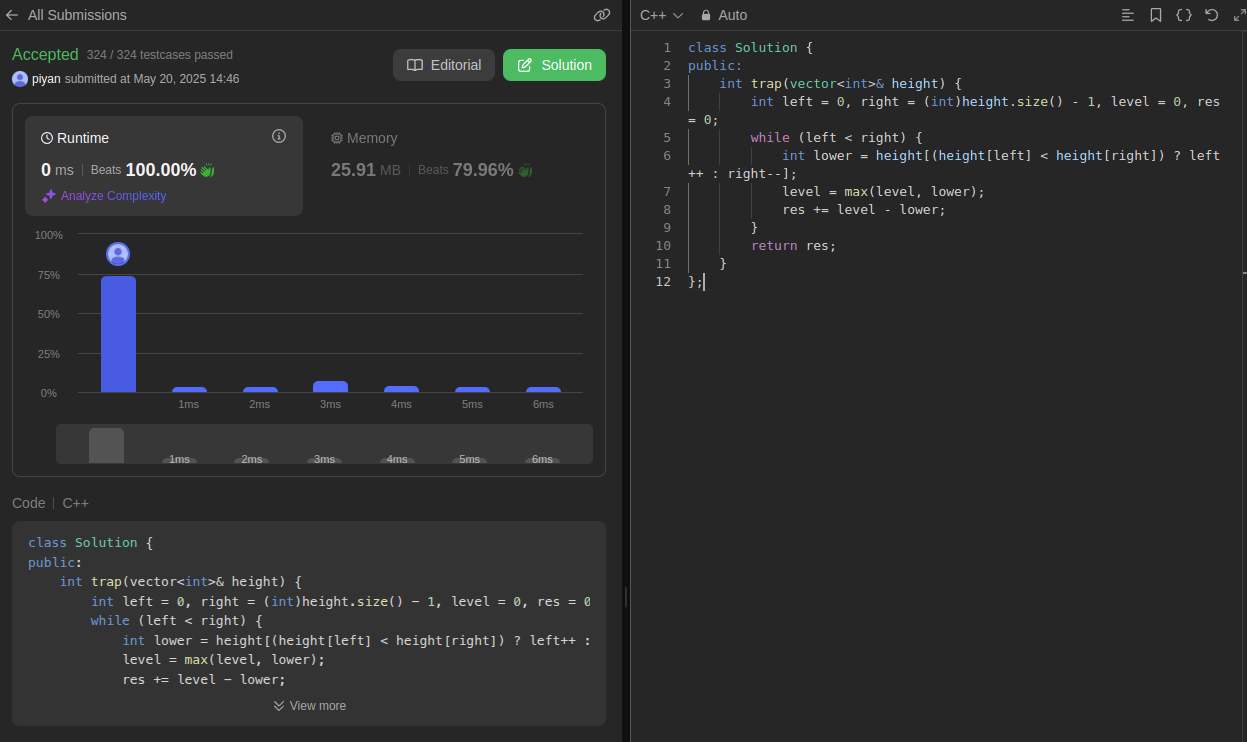 All Submissions
Accepted 324 / 324 testcases passed
piyan submitted at May 20, 2025 14:46
Editorial
Solution
Runtime
0 ms | Beats 100.00%
Analyze Complexity
Memory
25.91 MB | Beats 79.96%
100%
75%
50%
25%
0%
1ms 2ms 3ms 4ms 5ms 6ms
1ms 2ms 3ms 4ms 5ms 6ms
Code | C++
class Solution {
public:
    int trap(vector<int>& height) {
        int left = 0, right = (int)height.size() - 1, level = 0, res = 0
        while (left < right) {
            int lower = height[(height[left] < height[right]) ? left++ :
            level = max(level, lower);
            res += level - lower;
View more
C++ Auto
1 class Solution {
2 public:
3     int trap(vector<int>& height) {
4         int left = 0, right = (int)height.size() - 1, level = 0, res
= 0;
5         while (left < right) {
6             int lower = height[(height[left] < height[right]) ? left
++ : right--];
7             level = max(level, lower);
8             res += level - lower;
9         }
10         return res;
11     }
12 };